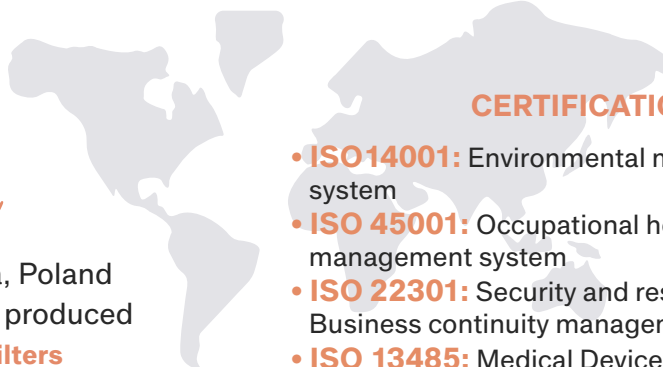 CERTIFICATIO
• ISO14001: Environmental m
system
• ISO 45001: Occupational he
management system
• ISO 22301: Security and res
Business continuity manager
• ISO 13485: Medical Device
y
, Poland
produced
ilters